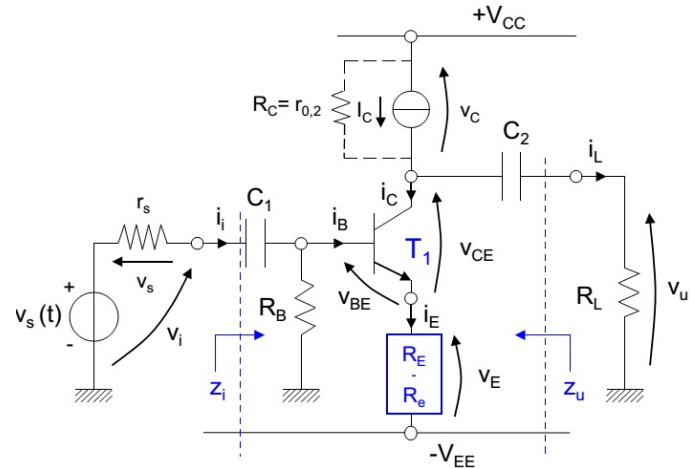 +V_CC
R_C = r_0,2
I_C
v_C
C_2
i_L
r_s
i_i
C_1
i_B
i_C
T_1
v_CE
+
v_s
v_BE
v_s (t)
-
v_i
R_B
i_E
R_L
v_u
z_i
R_E
-
R_e
v_E
z_u
-V_EE